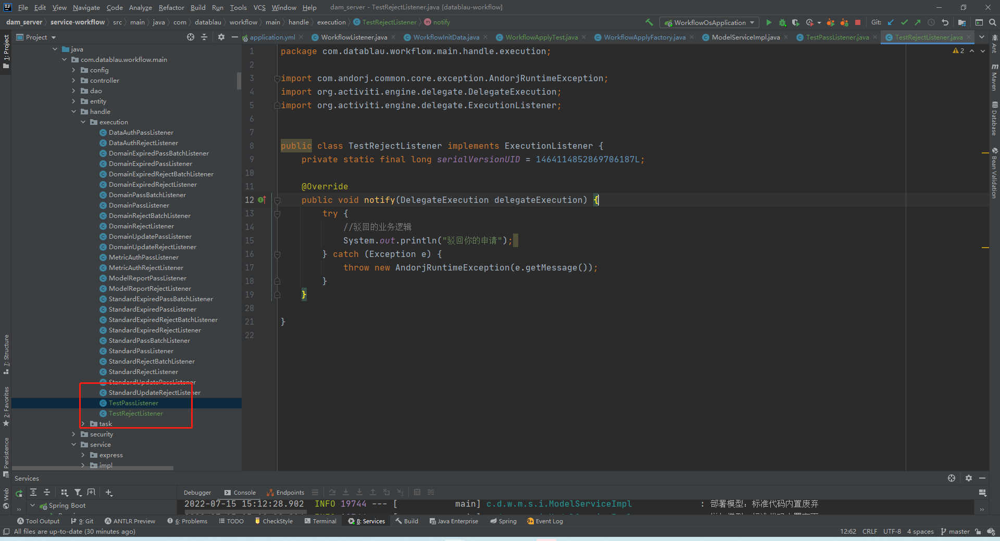 File Edit View Navigate Code Analyze Refactor Build Run Tools VCS Window Help dam_server - TestRejectListener.java [datablau-workflow]
dam_server service-workflow src main java com datablau workflow main handle execution TestRejectListener notify WorkflowOsApplication Git:
Project application.yml WorkflowListener.java WorkflowInitData.java WorkflowApplyTest.java WorkflowApplyFactory.java ModelServiceImpl.java TestPassListener.java TestRejectListener.java
1: Project
7: Structure
2: Favorites
Persistence
Web
java
com.datablau.workflow.main
config
controller
dao
entity
handle
execution
DataAuthPassListener
DataAuthRejectListener
DomainExpiredPassBatchListener
DomainExpiredPassListener
DomainExpiredRejectBatchListener
DomainExpiredRejectListener
DomainPassBatchListener
DomainPassListener
DomainRejectBatchListener
DomainRejectListener
DomainUpdatePassListener
DomainUpdateRejectListener
MetricAuthPassListener
MetricAuthRejectListener
ModelReportPassListener
ModelReportRejectListener
StandardExpiredPassBatchListener
StandardExpiredPassListener
StandardExpiredRejectBatchListener
StandardExpiredRejectListener
StandardPassBatchListener
StandardPassListener
StandardRejectBatchListener
StandardRejectListener
StandardUpdatePassListener
StandardUpdateRejectListener
TestPassListener
TestRejectListener
task
security
service
express
impl
1 package com.datablau.workflow.main.handle.execution;
2
3 import com.andorj.common.core.exception.AndorjRuntimeException;
4 import org.activiti.engine.delegate.DelegateExecution;
5 import org.activiti.engine.delegate.ExecutionListener;
6
7
8 public class TestRejectListener implements ExecutionListener {
9 private static final long serialVersionUID = 1464114852869706187L;
10
11 @Override
12 public void notify(DelegateExecution delegateExecution) {
13 try {
14 //驳回的业务逻辑
15 System.out.println("驳回你的申请");
16 } catch (Exception e) {
17 throw new AndorjRuntimeException(e.getMessage());
18 }
19 }
20
21 }
22
2
Ant
Maven
Database
Bean Validation
Services
Debugger Console Endpoints
Spring Boot
2022-07-15 15:12:28.902 INFO 19744 --- [ main] c.d.w.m.s.i.ModelServiceImpl : 部署模型: 标准代码内置废弃
Tool Output 9: Git ANTLR Preview 6: Problems TODO CheckStyle Terminal 8: Services Build Java Enterprise Spring Event Log
All files are up-to-date (30 minutes ago) 12:62 CRLF UTF-8 4 spaces master